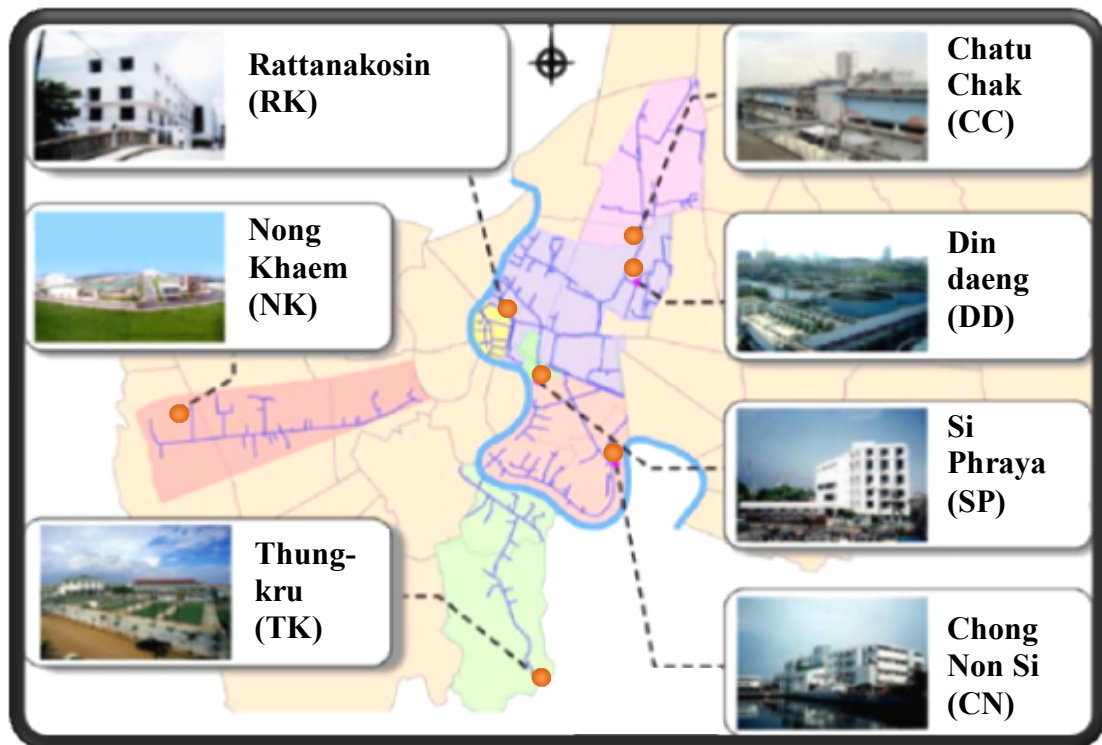 Rattanakosin
(RK)
Nong
Khaem
(NK)
Thung-
kru
(TK)
Chatu
Chak
(CC)
Din
daeng
(DD)
Si
Phraya
(SP)
Chong
Non Si
(CN)